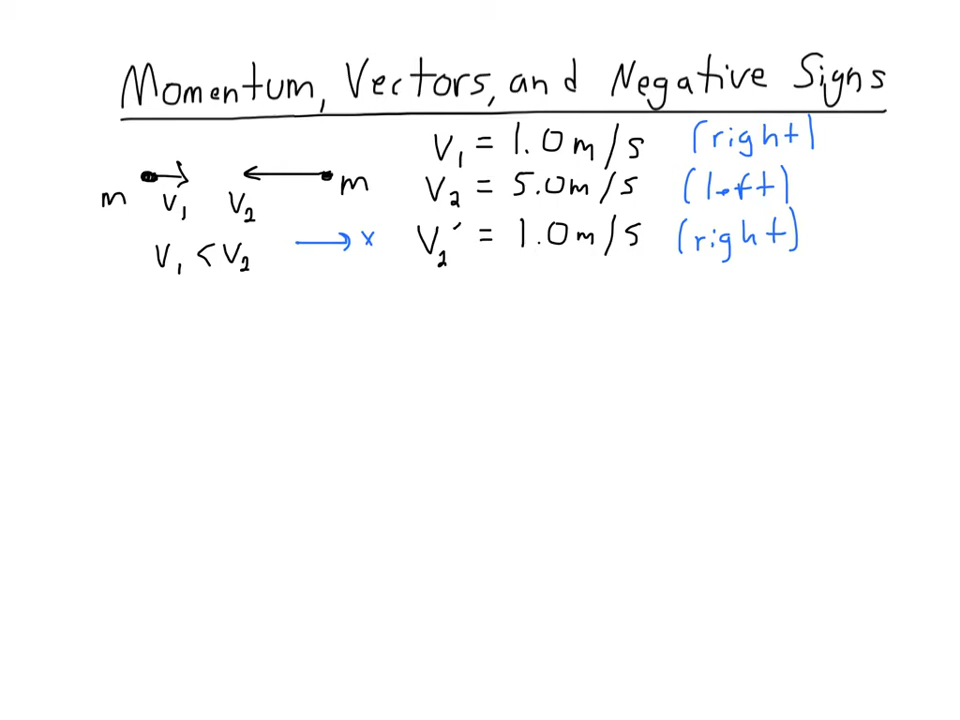 Momentum, Vectors, and Negative Signs
V₁ = 1.0 m/s (right)
m V₁ V₂ m
V₂ = 5.0 m/s (left)
V₁ < V₂ → x
V₂′ = 1.0 m/s (right)